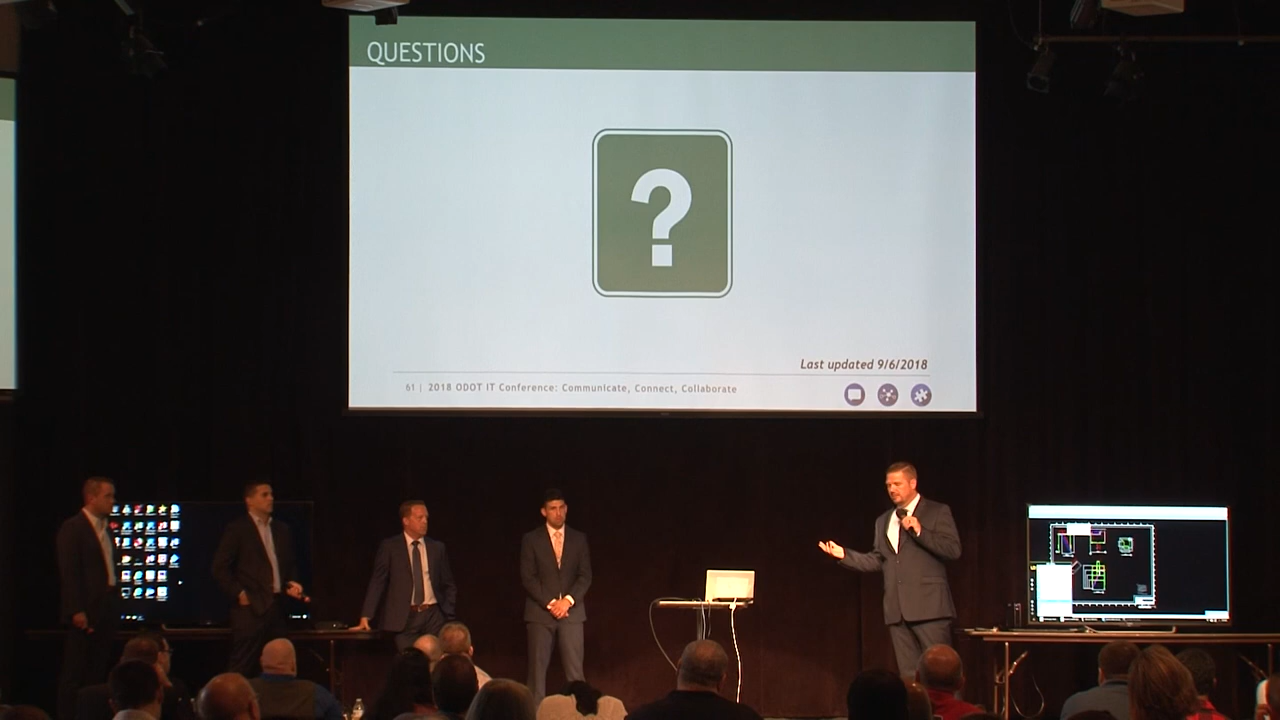 QUESTIONS
?
Last updated 9/6/2018
61 | 2018 ODOT IT Conference: Communicate, Connect, Collaborate